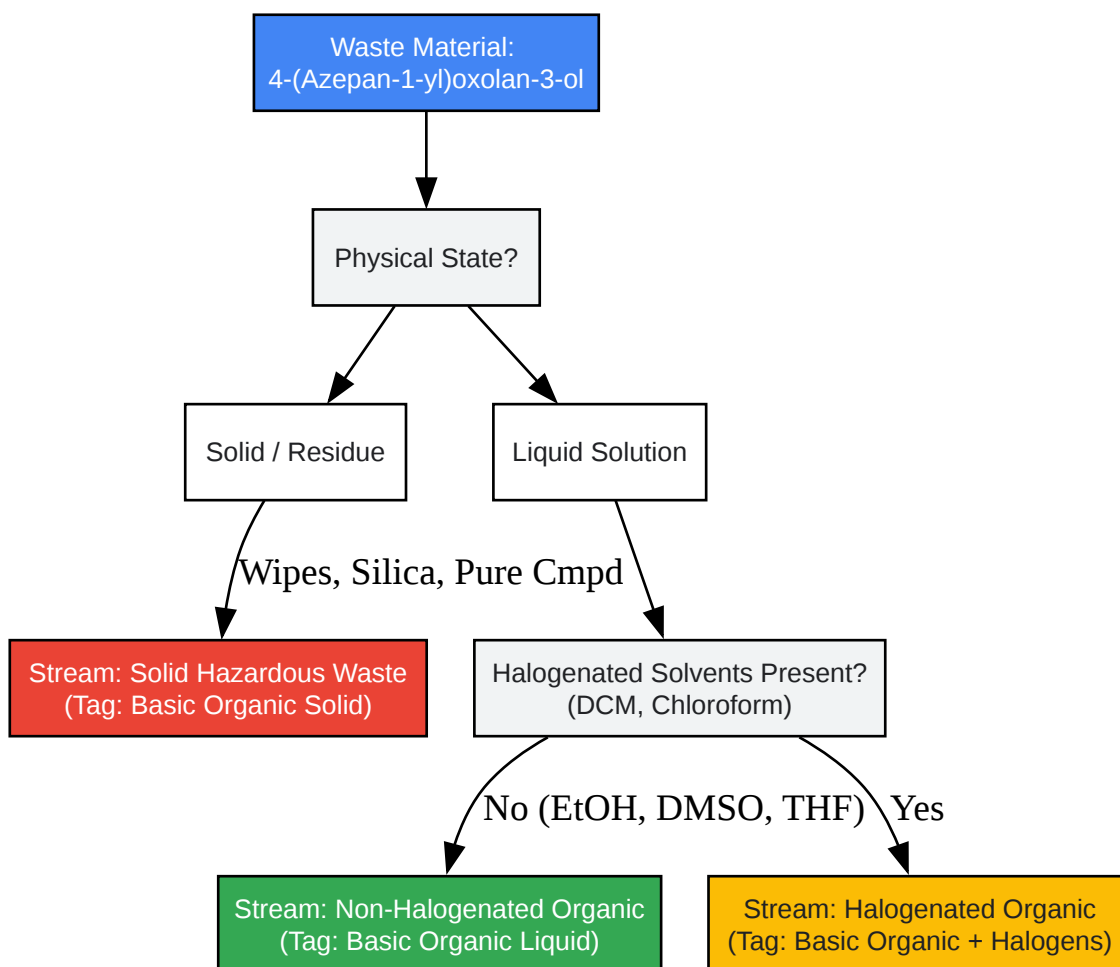 Waste Material:
4-(Azepan-1-yl)oxolan-3-ol
Physical State?
Solid / Residue
Liquid Solution
Wipes, Silica, Pure Cmpd
Stream: Solid Hazardous Waste
(Tag: Basic Organic Solid)
Halogenated Solvents Present?
(DCM, Chloroform)
No (EtOH, DMSO, THF)
Yes
Stream: Non-Halogenated Organic
(Tag: Basic Organic Liquid)
Stream: Halogenated Organic
(Tag: Basic Organic + Halogens)